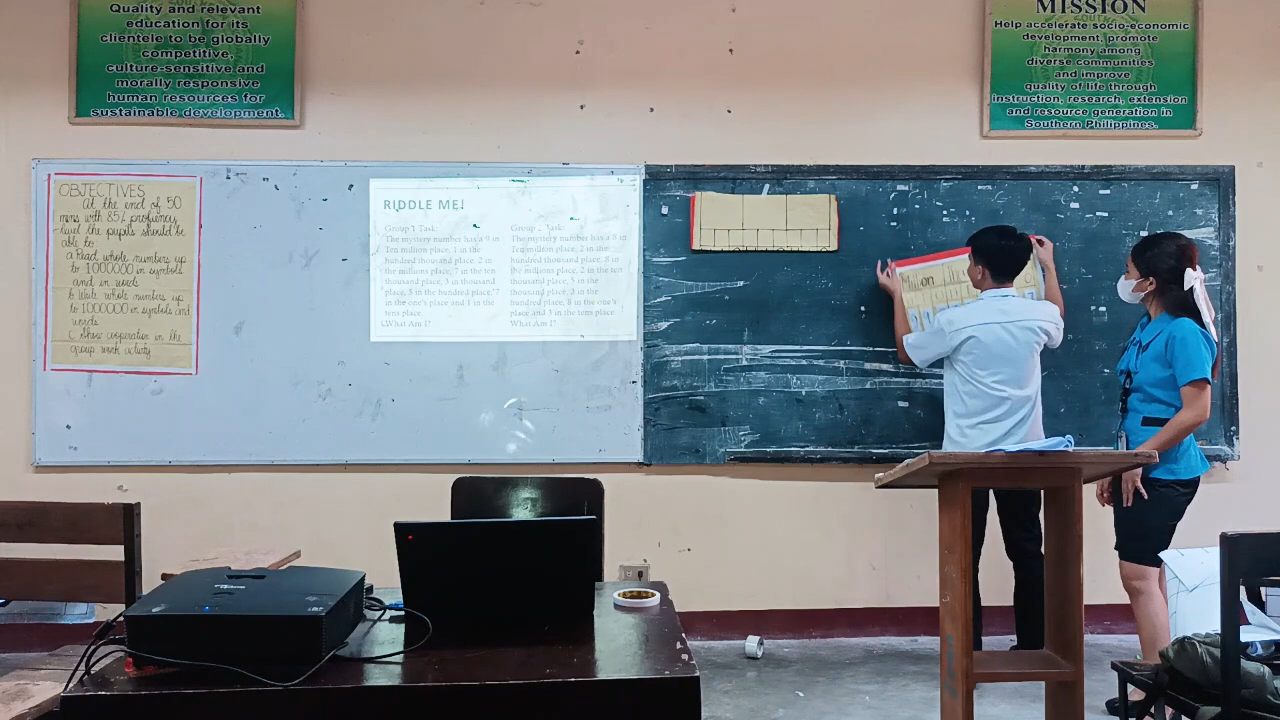 Quality and relevant
education for its
clientele to be globally
competitive,
culture-sensitive and
morally responsive
human resources for
sustainable development.
MISSION
Help accelerate socio-economic
development, promote
harmony among
diverse communities
and improve
quality of life through
instruction, research, extension
and resource generation in
Southern Philippines.
OBJECTIVES
At the end of 50
mins with 85% proficiency
level the pupils should be
able to
a. Read whole numbers up
to 1000000 in symbols
and in words
b. Write whole numbers up
to 1000000 in symbols and
words
c. Show cooperation in the
group work activity
RIDDLE ME!
Group 1 Task:
The mystery number has a 9 in
Ten million place, 1 in the
hundred thousand place, 2 in
the millions place, 7 in the ten
thousand place, 3 in thousand
place, 5 in the hundred place, 7
in the one's place and 1 in the
tens place
What Am I?
Group 2 Task:
The mystery number has a 8 in
Ten million place, 2 in the
hundred thousand place, 8 in
the millions place, 2 in the ten
thousand place, 5 in
thousand place, 3 in the
hundred place, 8 in the one's
place and 3 in the tens place
What Am I?
Million